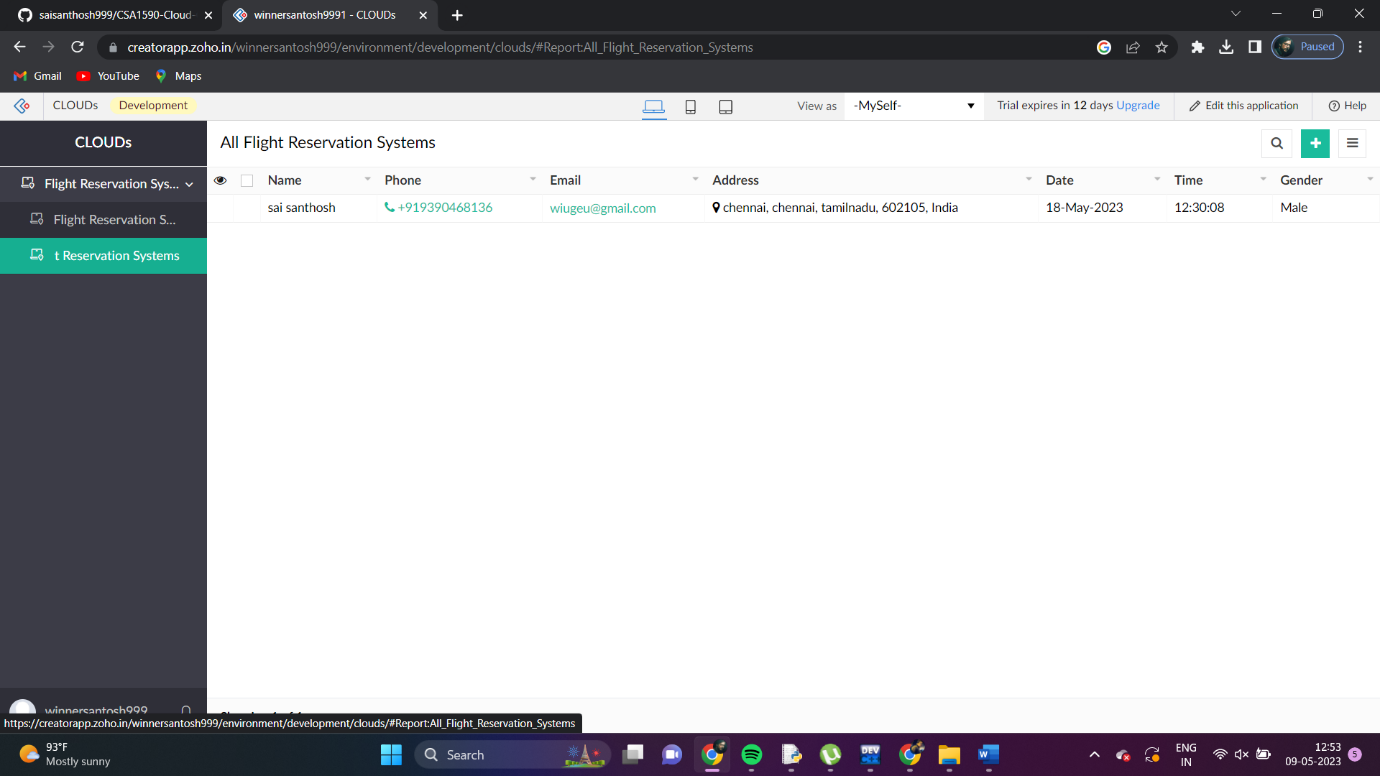 saisanthosh999/CSA1590-Cloud-
winnersantosh9991 - CLOUDs
creatorapp.zoho.in/winnersantosh999/environment/development/clouds/#Report:All_Flight_Reservation_Systems
Paused
Gmail YouTube Maps
CLOUDs Development View as -MySelf- Trial expires in 12 days Upgrade Edit this application Help
CLOUDs
All Flight Reservation Systems
Flight Reservation Sys...
Flight Reservation S...
t Reservation Systems
Name Phone Email Address Date Time Gender
sai santhosh +919390468136 wiugeu@gmail.com chennai, chennai, tamilnadu, 602105, India 18-May-2023 12:30:08 Male
winnersantosh999
https://creatorapp.zoho.in/winnersantosh999/environment/development/clouds/#Report:All_Flight_Reservation_Systems
93°F
Mostly sunny
Search
DEV
W
ENG
IN
12:53
09-05-2023
5